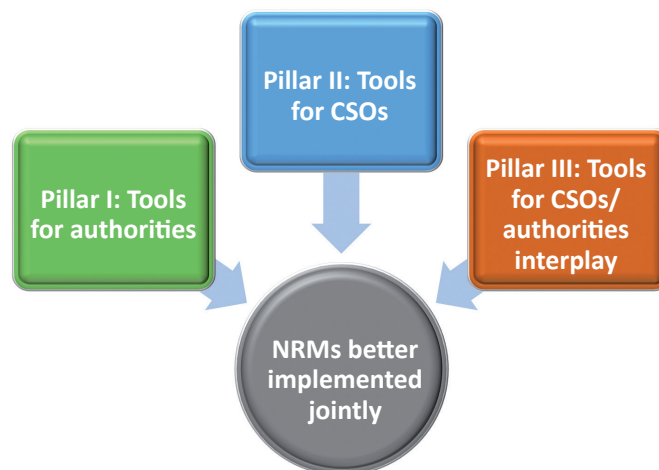 Pillar I: Tools
for authorities
Pillar II: Tools
for CSOs
Pillar III: Tools
for CSOs/
authorities
interplay
NRMs better
implemented
jointly